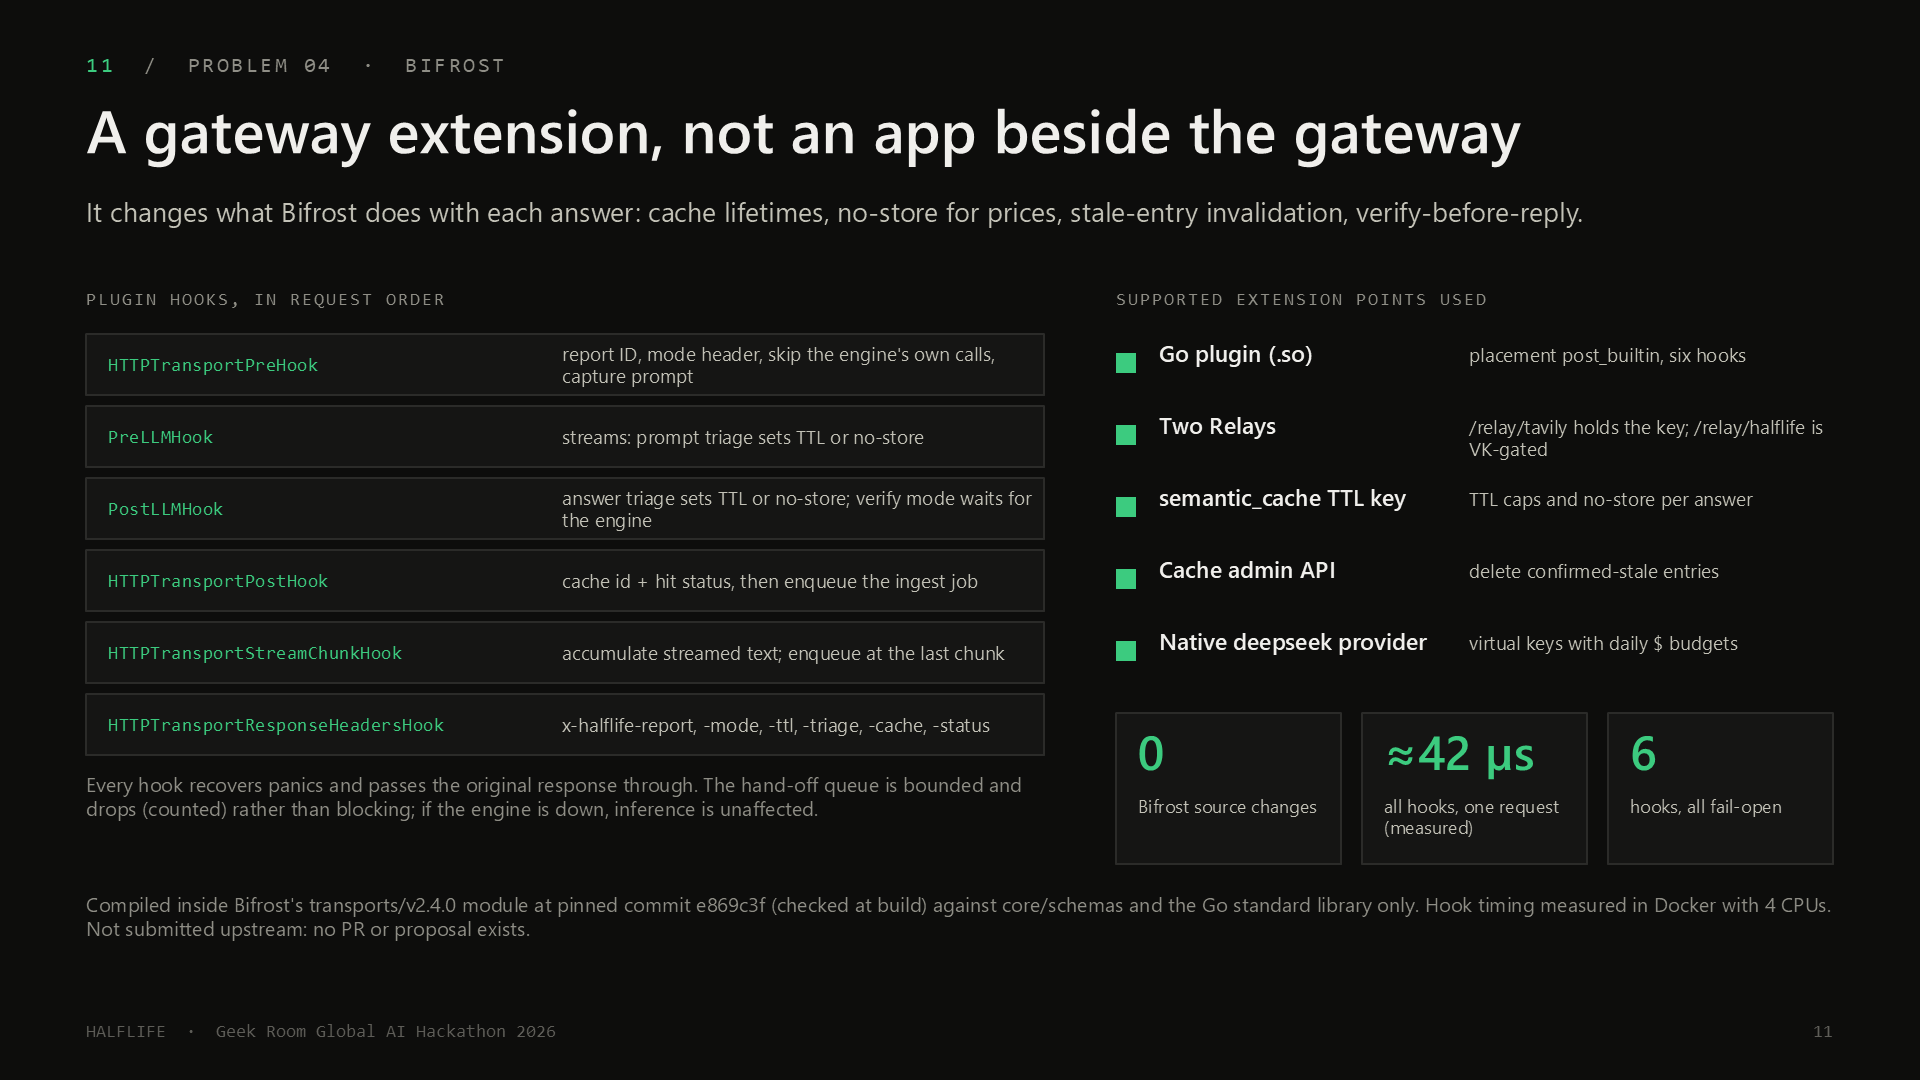 11 / PROBLEM 04 · BIFROST
A gateway extension, not an app beside the gateway
It changes what Bifrost does with each answer: cache lifetimes, no-store for prices, stale-entry invalidation, verify-before-reply.
PLUGIN HOOKS, IN REQUEST ORDER
HTTPTransportPreHook
report ID, mode header, skip the engine's own calls,
capture prompt
PreLLMHook
streams: prompt triage sets TTL or no-store
PostLLMHook
answer triage sets TTL or no-store; verify mode waits for
the engine
HTTPTransportPostHook
cache id + hit status, then enqueue the ingest job
HTTPTransportStreamChunkHook
accumulate streamed text; enqueue at the last chunk
HTTPTransportResponseHeadersHook
x-halflife-report, -mode, -ttl, -triage, -cache, -status
Every hook recovers panics and passes the original response through. The hand-off queue is bounded and
drops (counted) rather than blocking; if the engine is down, inference is unaffected.
SUPPORTED EXTENSION POINTS USED
Go plugin (.so)
placement post_builtin, six hooks
Two Relays
/relay/tavily holds the key; /relay/halflife is
VK-gated
semantic_cache TTL key
TTL caps and no-store per answer
Cache admin API
delete confirmed-stale entries
Native deepseek provider
virtual keys with daily $ budgets
0
Bifrost source changes
≈42 µs
all hooks, one request
(measured)
6
hooks, all fail-open
Compiled inside Bifrost's transports/v2.4.0 module at pinned commit e869c3f (checked at build) against core/schemas and the Go standard library only. Hook timing measured in Docker with 4 CPUs.
Not submitted upstream: no PR or proposal exists.
HALFLIFE · Geek Room Global AI Hackathon 2026
11